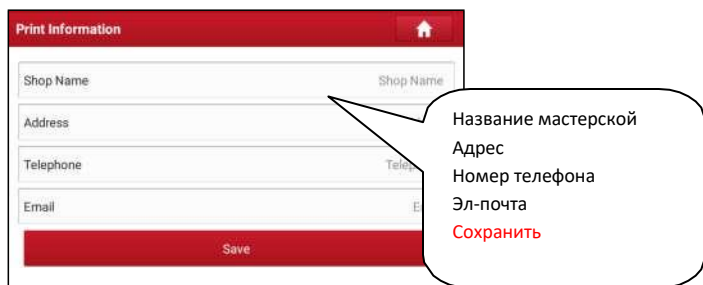 Print Information
Shop Name Shop Name
Address
Telephone
Email
Save
Название мастерской
Адрес
Номер телефона
Эл-почта
Сохранить